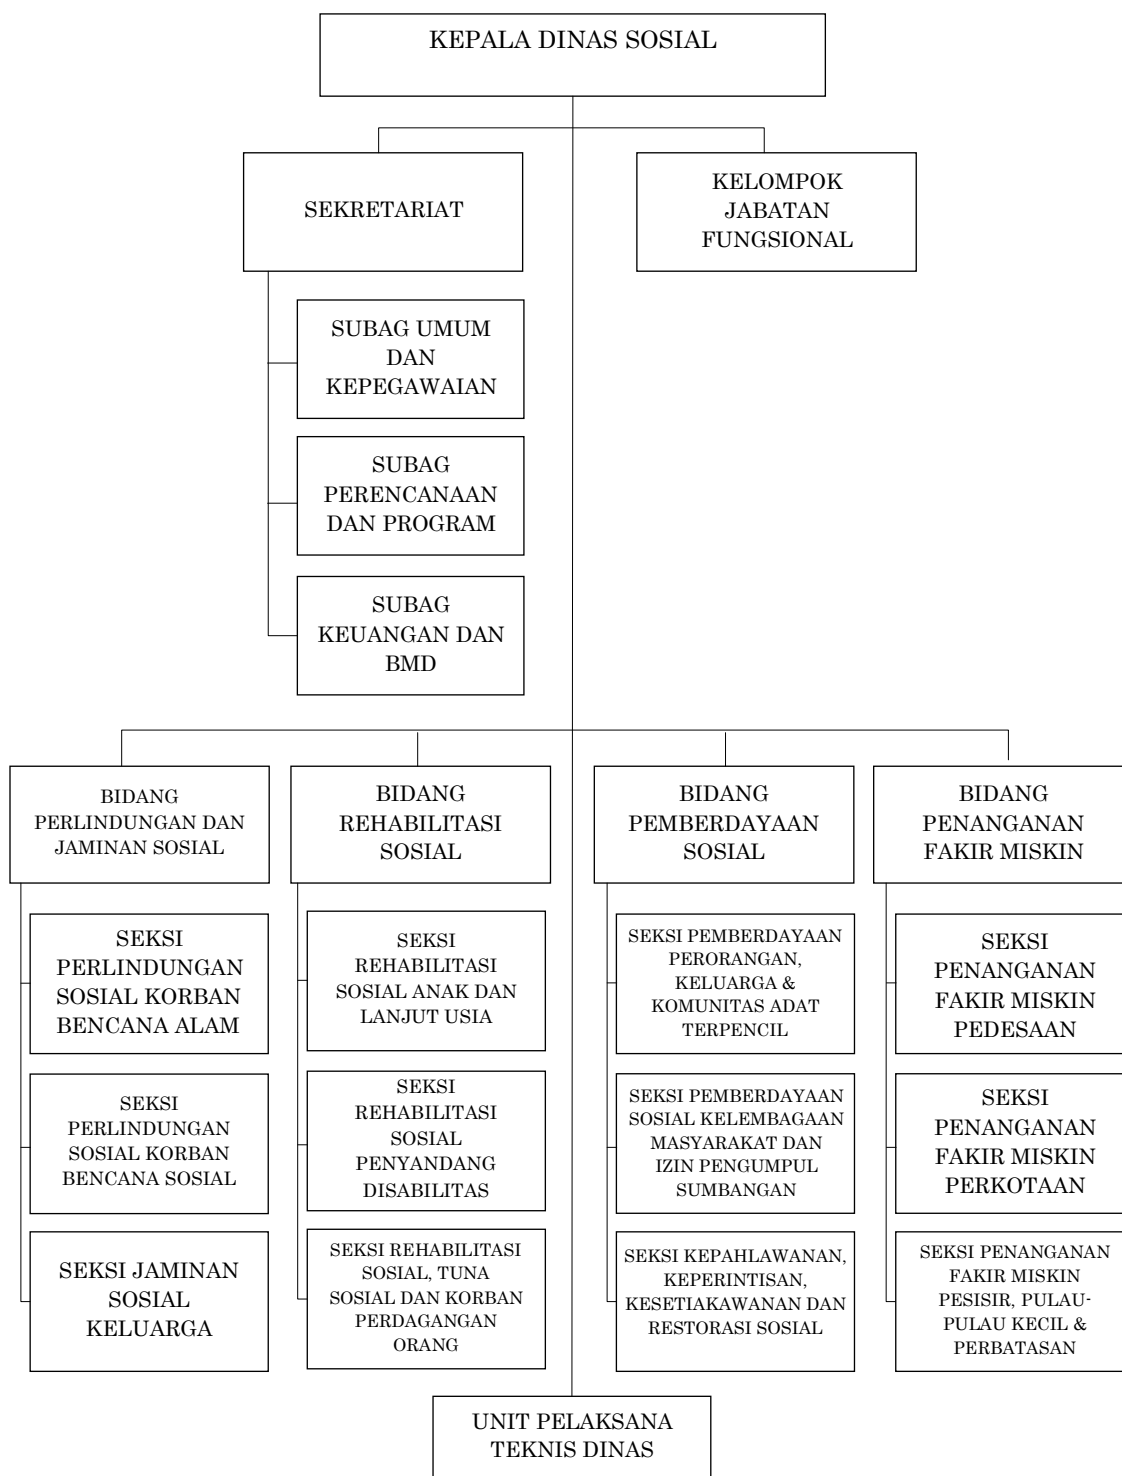 KEPALA DINAS SOSIAL
SEKRETARIAT
KELOMPOK
JABATAN
FUNGSIONAL
SUBAG UMUM
DAN
KEPEGAWAIAN
SUBAG
PERENCANAAN
DAN PROGRAM
SUBAG
KEUANGAN DAN
BMD
BIDANG
PERLINDUNGAN DAN
JAMINAN SOSIAL
BIDANG
REHABILITASI
SOSIAL
BIDANG
PEMBERDAYAAN
SOSIAL
BIDANG
PENANGANAN
FAKIR MISKIN
SEKSI
PERLINDUNGAN
SOSIAL KORBAN
BENCANA ALAM
SEKSI
REHABILITASI
SOSIAL ANAK DAN
LANJUT USIA
SEKSI PEMBERDAYAAN
PERORANGAN,
KELUARGA &
KOMUNITAS ADAT
TERPENCIL
SEKSI
PENANGANAN
FAKIR MISKIN
PEDESAAN
SEKSI
PERLINDUNGAN
SOSIAL KORBAN
BENCANA SOSIAL
SEKSI
REHABILITASI
SOSIAL
PENYANDANG
DISABILITAS
SEKSI PEMBERDAYAAN
SOSIAL KELEMBAGAAN
MASYARAKAT DAN
IZIN PENGUMPUL
SUMBANGAN
SEKSI
PENANGANAN
FAKIR MISKIN
PERKOTAAN
SEKSI JAMINAN
SOSIAL
KELUARGA
SEKSI REHABILITASI
SOSIAL, TUNA
SOSIAL DAN KORBAN
PERDAGANGAN
ORANG
SEKSI KEPAHLAWANAN,
KEPERINTISAN,
KESETIAKAWANAN DAN
RESTORASI SOSIAL
SEKSI PENANGANAN
FAKIR MISKIN
PESISIR, PULAU-
PULAU KECIL &
PERBATASAN
UNIT PELAKSANA
TEKNIS DINAS